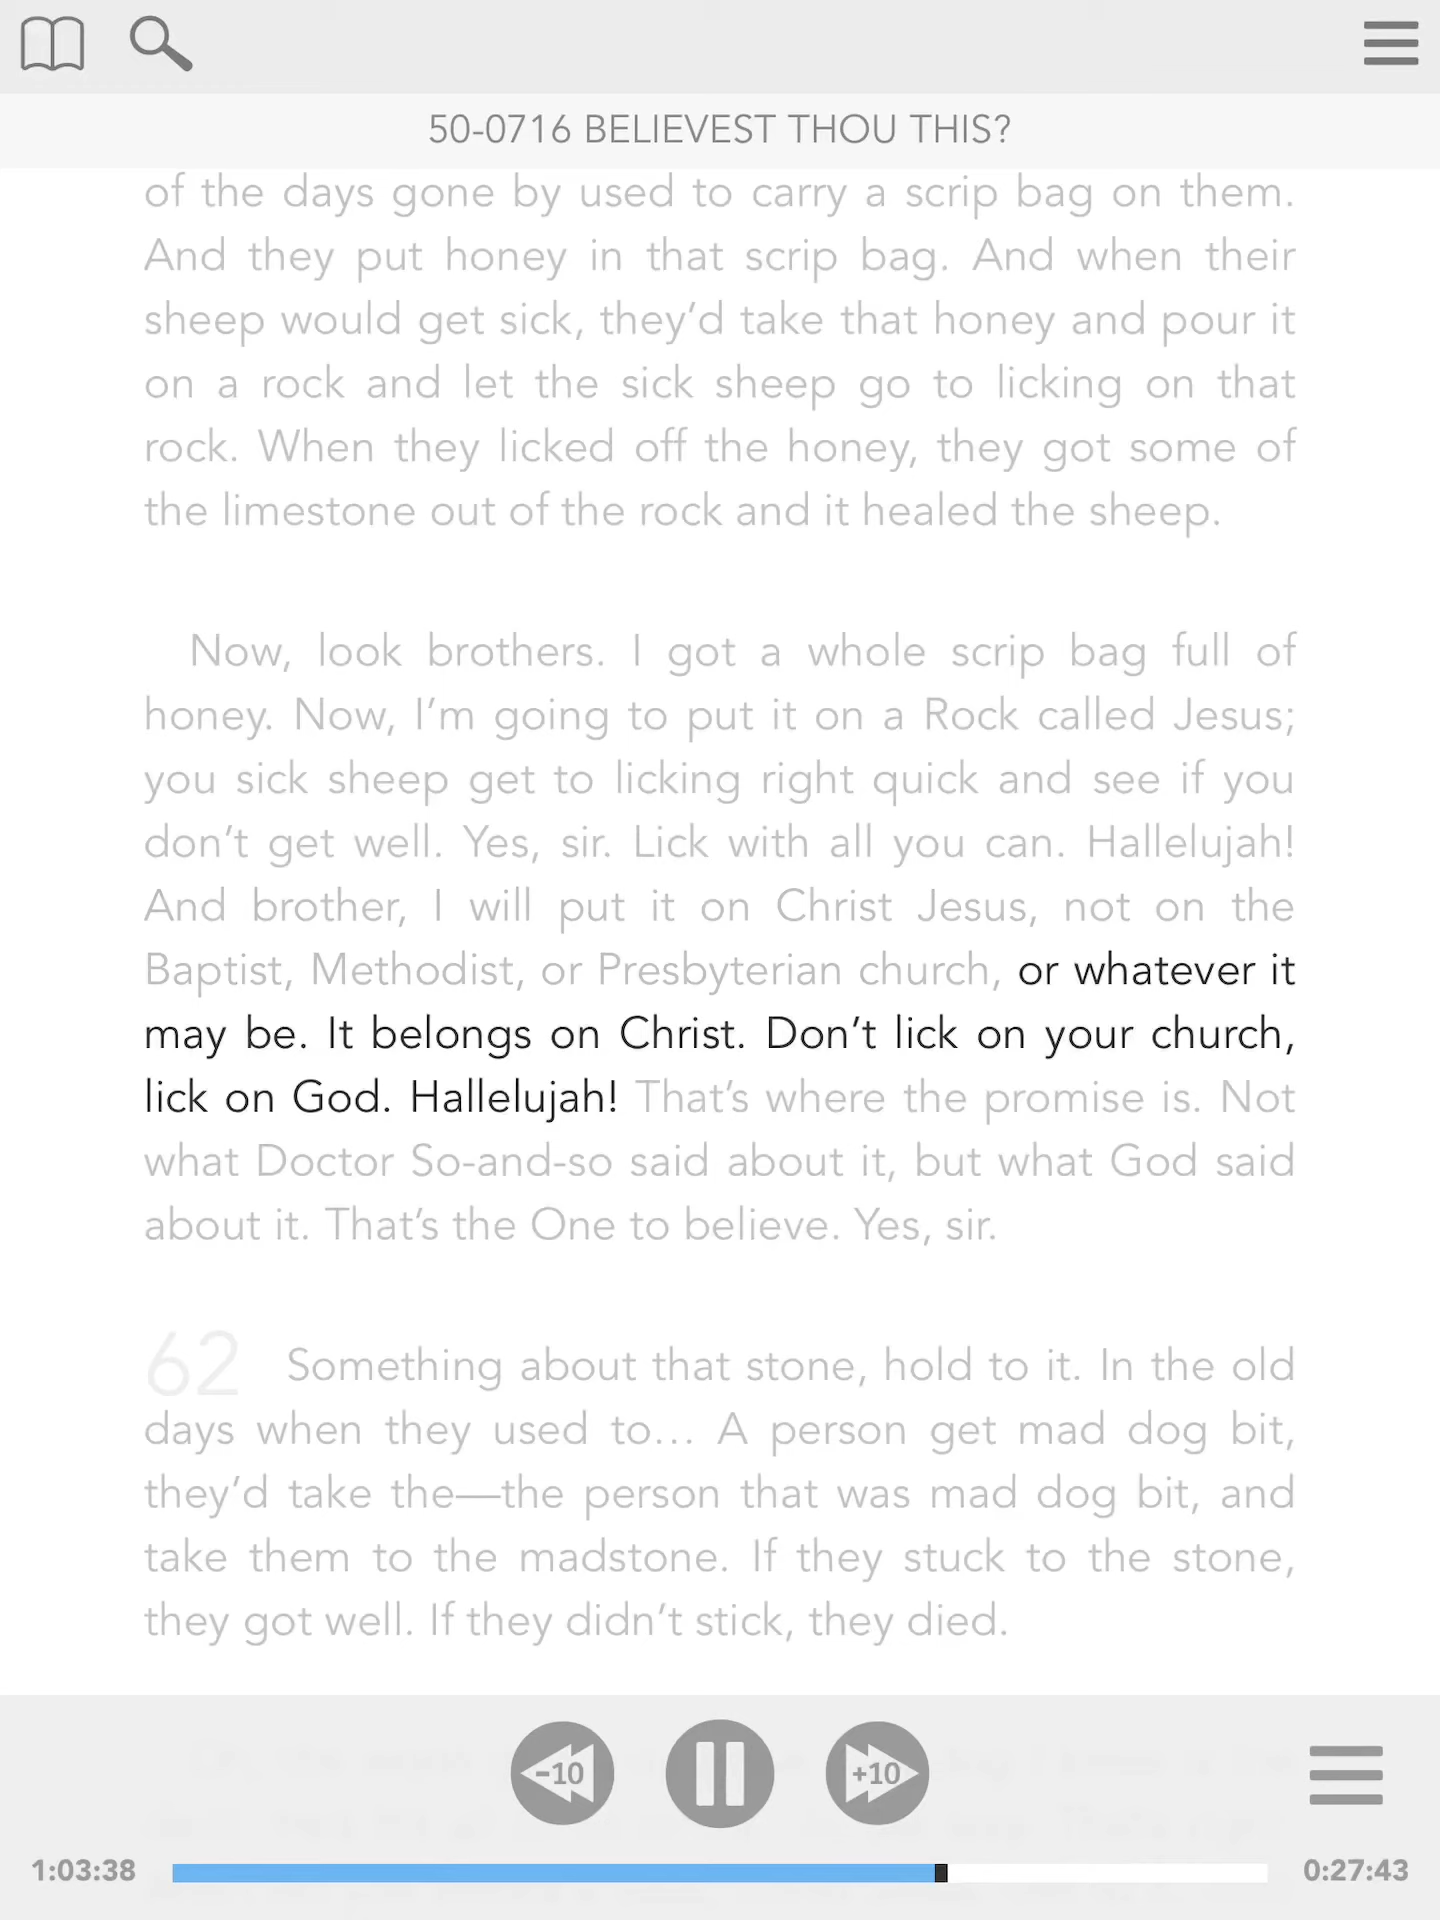 50-0716 BELIEVEST THOU THIS?
of the days gone by used to carry a scrip bag on them.
And they put honey in that scrip bag. And when their
sheep would get sick, they’d take that honey and pour it
on a rock and let the sick sheep go to licking on that
rock. When they licked off the honey, they got some of
the limestone out of the rock and it healed the sheep.
Now, look brothers. I got a whole scrip bag full of
honey. Now, I’m going to put it on a Rock called Jesus;
you sick sheep get to licking right quick and see if you
don’t get well. Yes, sir. Lick with all you can. Hallelujah!
And brother, I will put it on Christ Jesus, not on the
Baptist, Methodist, or Presbyterian church, or whatever it
may be. It belongs on Christ. Don’t lick on your church,
lick on God. Hallelujah! That’s where the promise is. Not
what Doctor So-and-so said about it, but what God said
about it. That’s the One to believe. Yes, sir.
62 Something about that stone, hold to it. In the old
days when they used to… A person get mad dog bit,
they’d take the—the person that was mad dog bit, and
take them to the madstone. If they stuck to the stone,
they got well. If they didn’t stick, they died.
-10 +10
1:03:38 0:27:43